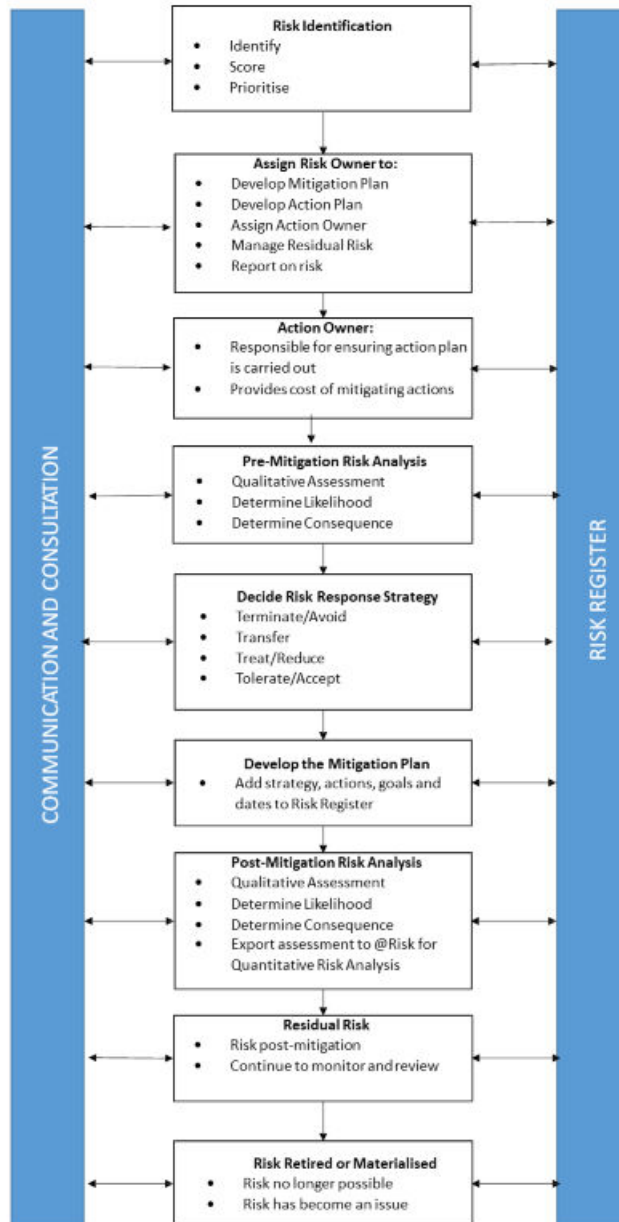 Risk Identification
• Identify
• Score
• Prioritise
Assign Risk Owner to:
• Develop Mitigation Plan
• Develop Action Plan
• Assign Action Owner
• Manage Residual Risk
• Report on risk
Action Owner:
• Responsible for ensuring action plan
is carried out
• Provides cost of mitigating actions
Pre-Mitigation Risk Analysis
• Qualitative Assessment
• Determine Likelihood
• Determine Consequence
Decide Risk Response Strategy
• Terminate/Avoid
• Transfer
• Treat/Reduce
• Tolerate/Accept
Develop the Mitigation Plan
• Add strategy, actions, goals and
dates to Risk Register
Post-Mitigation Risk Analysis
• Qualitative Assessment
• Determine Likelihood
• Determine Consequence
• Export assessment to @Risk for
Quantitative Risk Analysis
Residual Risk
• Risk post-mitigation
• Continue to monitor and review
Risk Retired or Materialised
• Risk no longer possible
• Risk has become an issue
COMMUNICATION AND CONSULTATION
RISK REGISTER